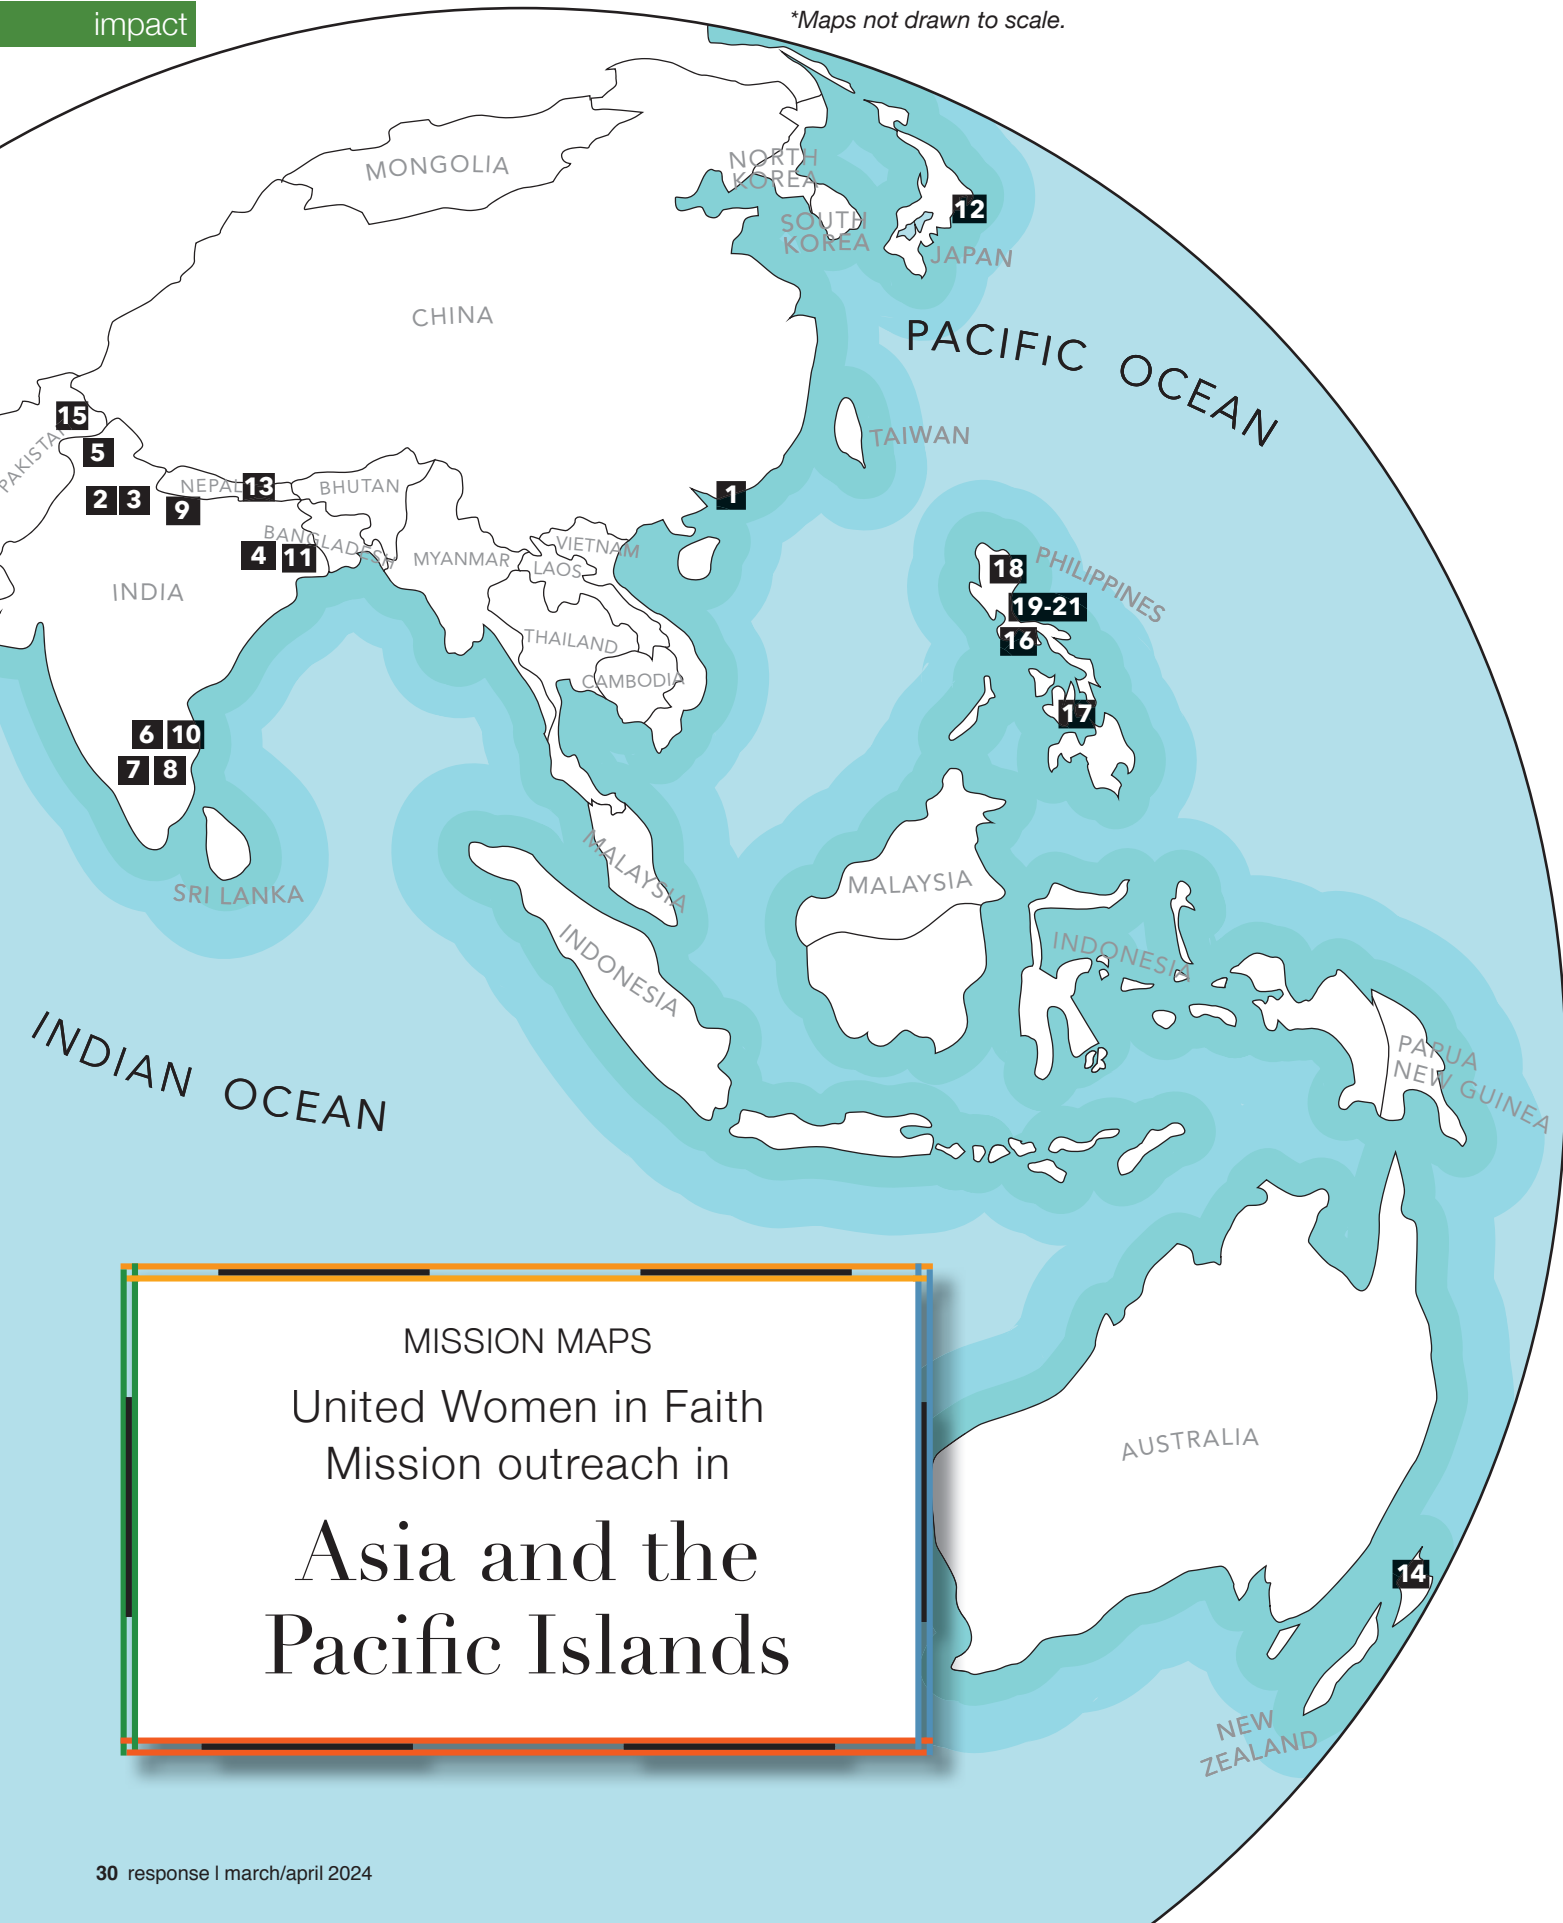 impact
*Maps not drawn to scale.
MONGOLIA
NORTH
KOREA
SOUTH
KOREA
12
JAPAN
CHINA
PACIFIC OCEAN
15
PAKISTAN
5
TAIWAN
2 3
NEPAL
13
BHUTAN
9
1
BANGLADESH
4 11
MYANMAR
VIETNAM
LAOS
INDIA
18
PHILIPPINES
19-21
16
THAILAND
CAMBODIA
17
6 10
7 8
SRI LANKA
MALAYSIA
MALAYSIA
INDONESIA
INDONESIA
INDIAN OCEAN
PAPUA
NEW GUINEA
MISSION MAPS
United Women in Faith
Mission outreach in
Asia and the
Pacific Islands
AUSTRALIA
14
NEW
ZEALAND
30 response | march/april 2024